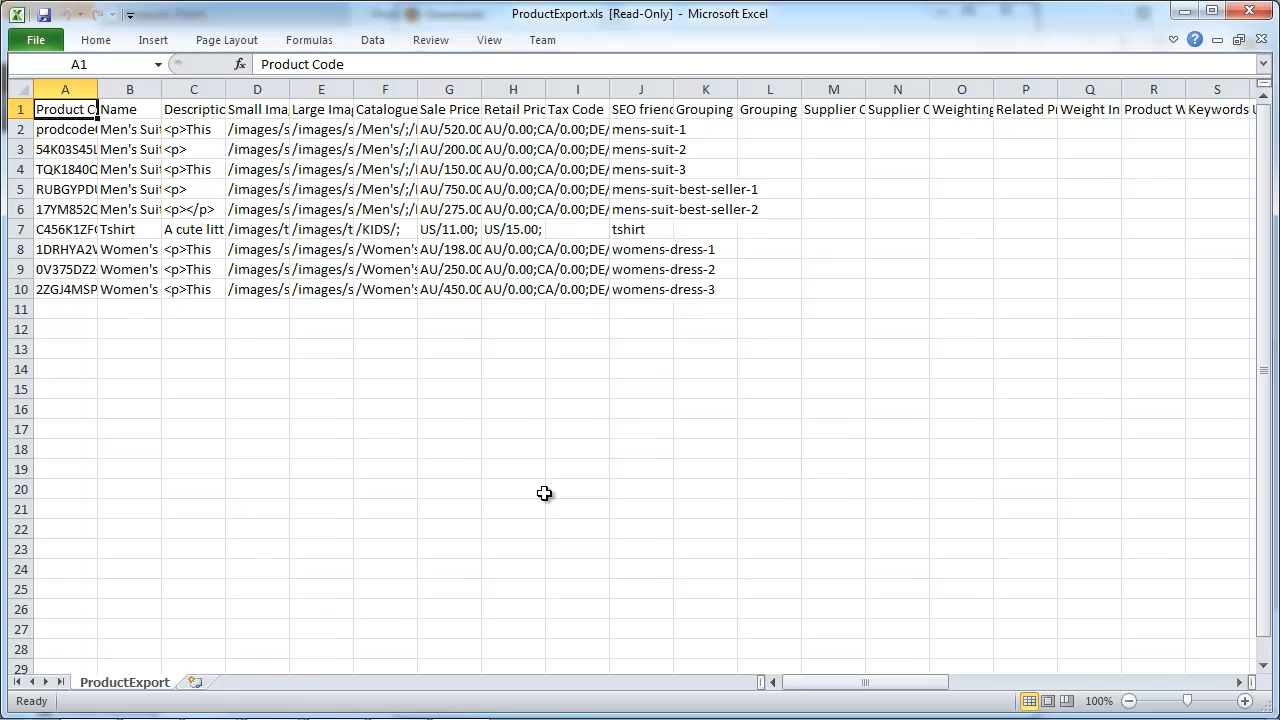 ProductExport.xls [Read-Only] - Microsoft Excel
File Home Insert Page Layout Formulas Data Review View Team
A1 fx Product Code
A B C D E F G H I J K L M N O P Q R S
1 Product C Name Descriptic Small Ima Large Imag Catalogue Sale Price Retail Pric Tax Code SEO friend Grouping Grouping Supplier C Supplier C Weighting Related Pr Weight In Product W Keywords U
2 prodcode Men's Suit <p>This /images/s /images/s /Men's/;/I AU/520.00 AU/0.00;CA/0.00;DE/ mens-suit-1
3 54K03S45L Men's Suit <p> /images/s /images/s /Men's/;/I AU/200.00 AU/0.00;CA/0.00;DE/ mens-suit-2
4 TQK1840C Men's Suit <p>This /images/s /images/s /Men's/;/I AU/150.00 AU/0.00;CA/0.00;DE/ mens-suit-3
5 RUBGYPDU Men's Suit <p> /images/s /images/s /Men's/;/I AU/750.00 AU/0.00;CA/0.00;DE/ mens-suit-best-seller-1
6 17YM852C Men's Suit <p></p> /images/s /images/s /Men's/;/I AU/275.00 AU/0.00;CA/0.00;DE/ mens-suit-best-seller-2
7 C456K1ZF Tshirt A cute litt /images/t /images/t /KIDS/; US/11.00; US/15.00; tshirt
8 1DRHYA2V Women's <p>This /images/s /images/s /Women's AU/198.00 AU/0.00;CA/0.00;DE/ womens-dress-1
9 0V375DZ2 Women's <p>This /images/s /images/s /Women's AU/250.00 AU/0.00;CA/0.00;DE/ womens-dress-2
10 2ZGJ4MSP Women's <p>This /images/s /images/s /Women's AU/450.00 AU/0.00;CA/0.00;DE/ womens-dress-3
11
12
13
14
15
16
17
18
19
20
21
22
23
24
25
26
27
28
29
ProductExport
Ready 100%